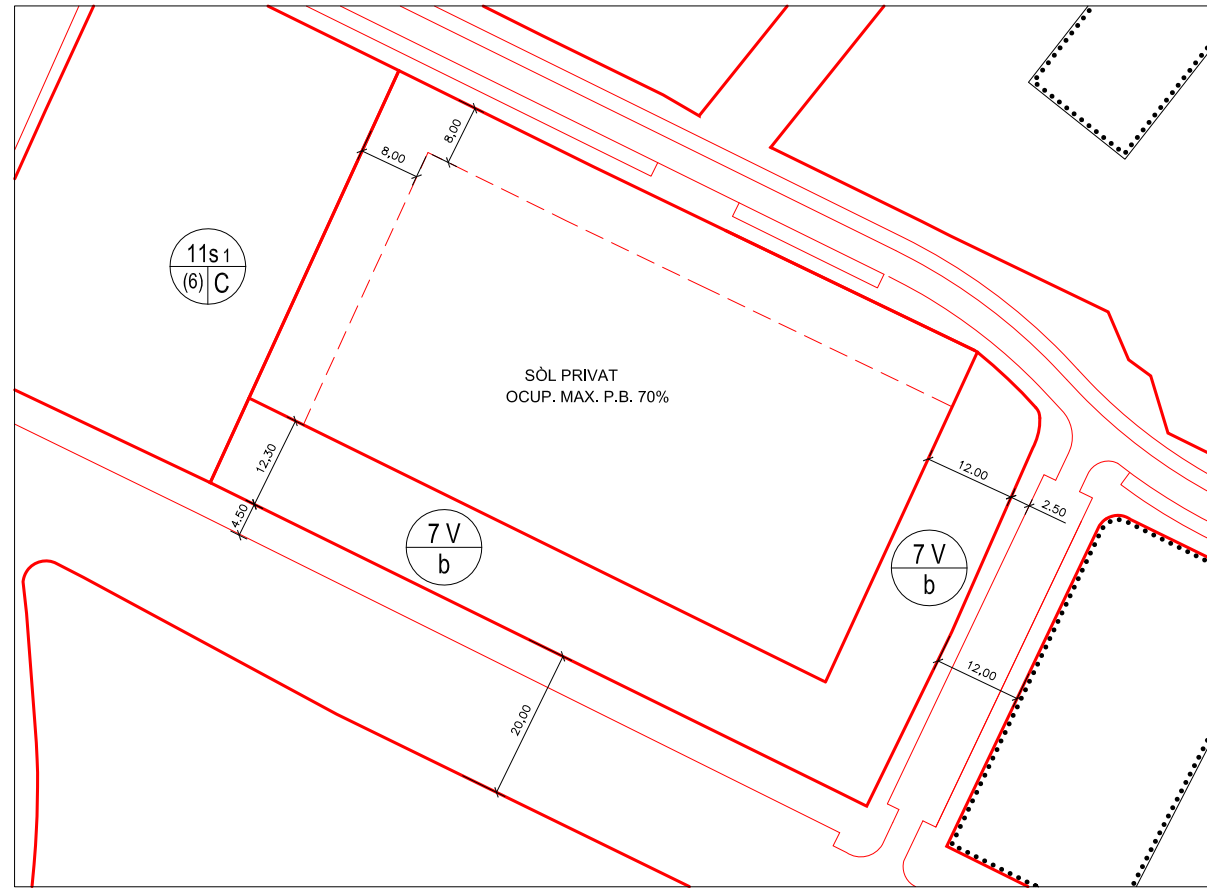 8,00
8,00
11s 1
(6) C
SÒL PRIVAT
OCUP. MAX. P.B. 70%
12,30
12.00
2.50
4.50
7 V
b
7 V
b
12,00
20,00